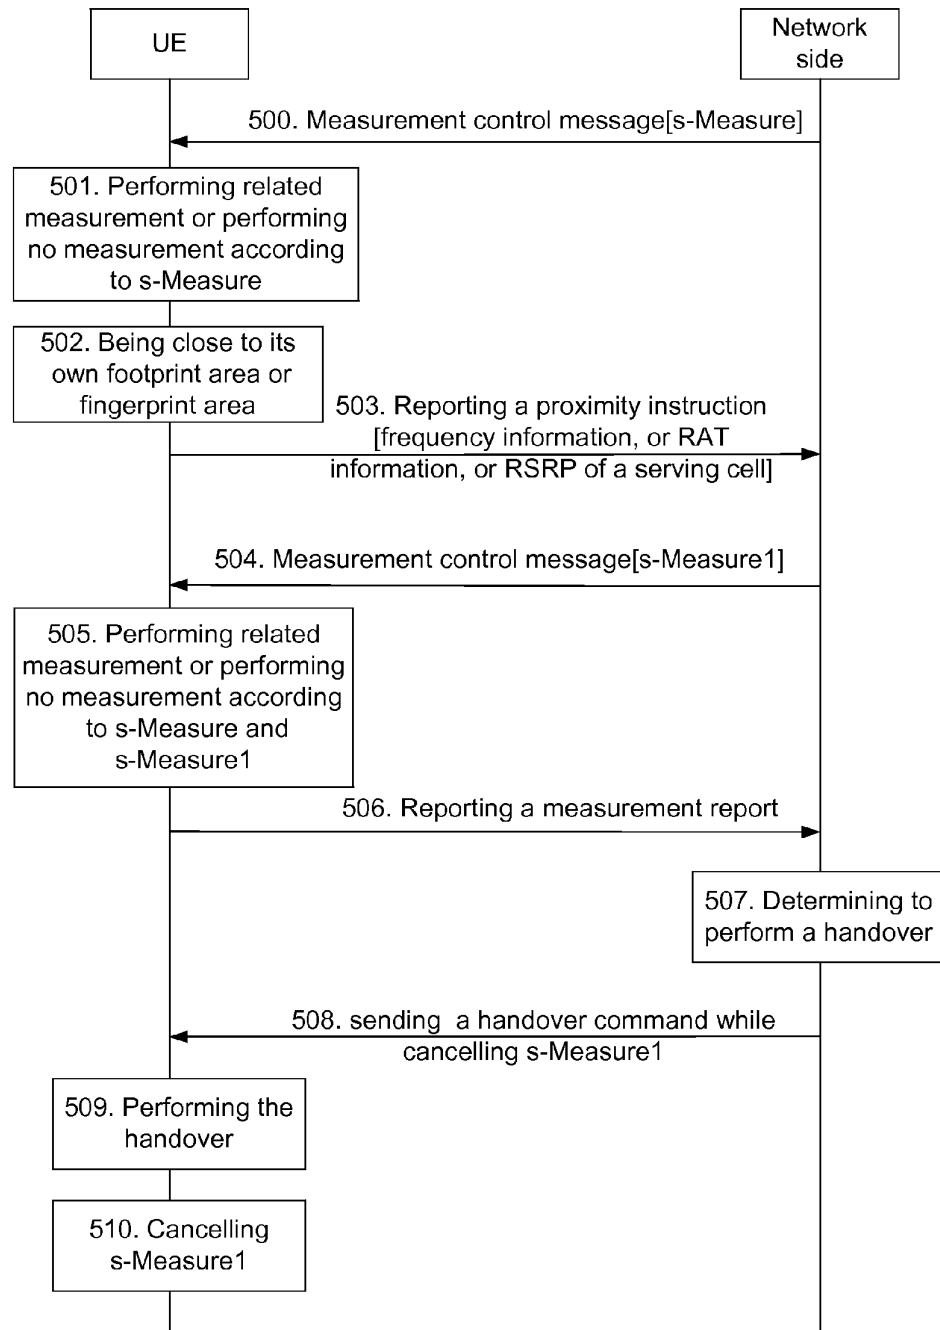 UE
Network
side
500. Measurement control message[s-Measure]
501. Performing related
measurement or performing
no measurement according
to s-Measure
502. Being close to its
own footprint area or
fingerprint area
503. Reporting a proximity instruction
[frequency information, or RAT
information, or RSRP of a serving cell]
504. Measurement control message[s-Measure1]
505. Performing related
measurement or performing
no measurement according
to s-Measure and
s-Measure1
506. Reporting a measurement report
507. Determining to
perform a handover
508. sending a handover command while
cancelling s-Measure1
509. Performing the
handover
510. Cancelling
s-Measure1